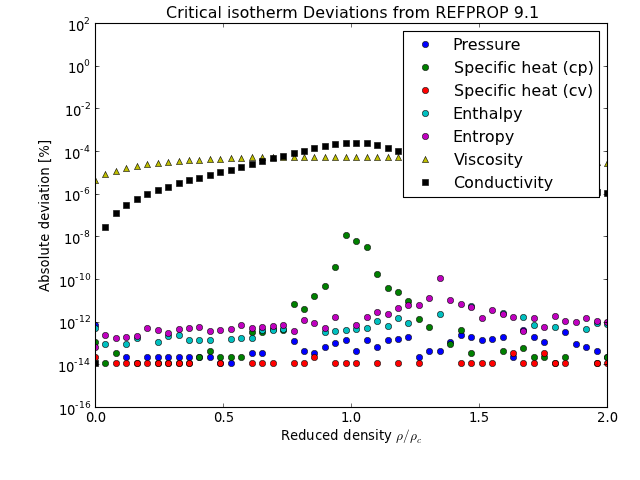 Critical isotherm Deviations from REFPROP 9.1
10^2
10^0
10^-2
10^-4
10^-6
10^-8
10^-10
10^-12
10^-14
10^-16
Absolute deviation [%]
Pressure
Specific heat (cp)
Specific heat (cv)
Enthalpy
Entropy
Viscosity
Conductivity
0.0 0.5 1.0 1.5 2.0
Reduced density ρ/ρ_c